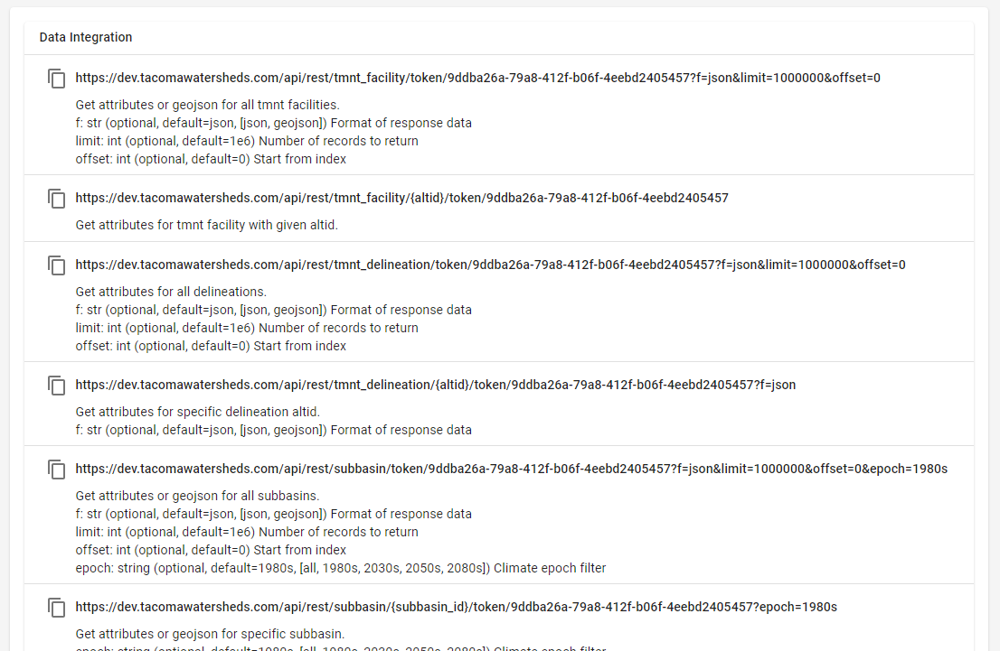 Data Integration
https://dev.tacomawatersheds.com/api/rest/tmnt_facility/token/9ddba26a-79a8-412f-b06f-4eebd2405457?f=json&limit=1000000&offset=0
Get attributes or geojson for all tmnt facilities.
f: str (optional, default=json, [json, geojson]) Format of response data
limit: int (optional, default=1e6) Number of records to return
offset: int (optional, default=0) Start from index
https://dev.tacomawatersheds.com/api/rest/tmnt_facility/{altid}/token/9ddba26a-79a8-412f-b06f-4eebd2405457
Get attributes for tmnt facility with given altid.
https://dev.tacomawatersheds.com/api/rest/tmnt_delineation/token/9ddba26a-79a8-412f-b06f-4eebd2405457?f=json&limit=1000000&offset=0
Get attributes for all delineations.
f: str (optional, default=json, [json, geojson]) Format of response data
limit: int (optional, default=1e6) Number of records to return
offset: int (optional, default=0) Start from index
https://dev.tacomawatersheds.com/api/rest/tmnt_delineation/{altid}/token/9ddba26a-79a8-412f-b06f-4eebd2405457?f=json
Get attributes for specific delineation altid.
f: str (optional, default=json, [json, geojson]) Format of response data
https://dev.tacomawatersheds.com/api/rest/subbasin/token/9ddba26a-79a8-412f-b06f-4eebd2405457?f=json&limit=1000000&offset=0&epoch=1980s
Get attributes or geojson for all subbasins.
f: str (optional, default=json, [json, geojson]) Format of response data
limit: int (optional, default=1e6) Number of records to return
offset: int (optional, default=0) Start from index
epoch: string (optional, default=1980s, [all, 1980s, 2030s, 2050s, 2080s]) Climate epoch filter
https://dev.tacomawatersheds.com/api/rest/subbasin/{subbasin_id}/token/9ddba26a-79a8-412f-b06f-4eebd2405457?epoch=1980s
Get attributes or geojson for specific subbasin.
epoch: string (optional, default=1980s, [all, 1980s, 2030s, 2050s, 2080s]) Climate epoch filter